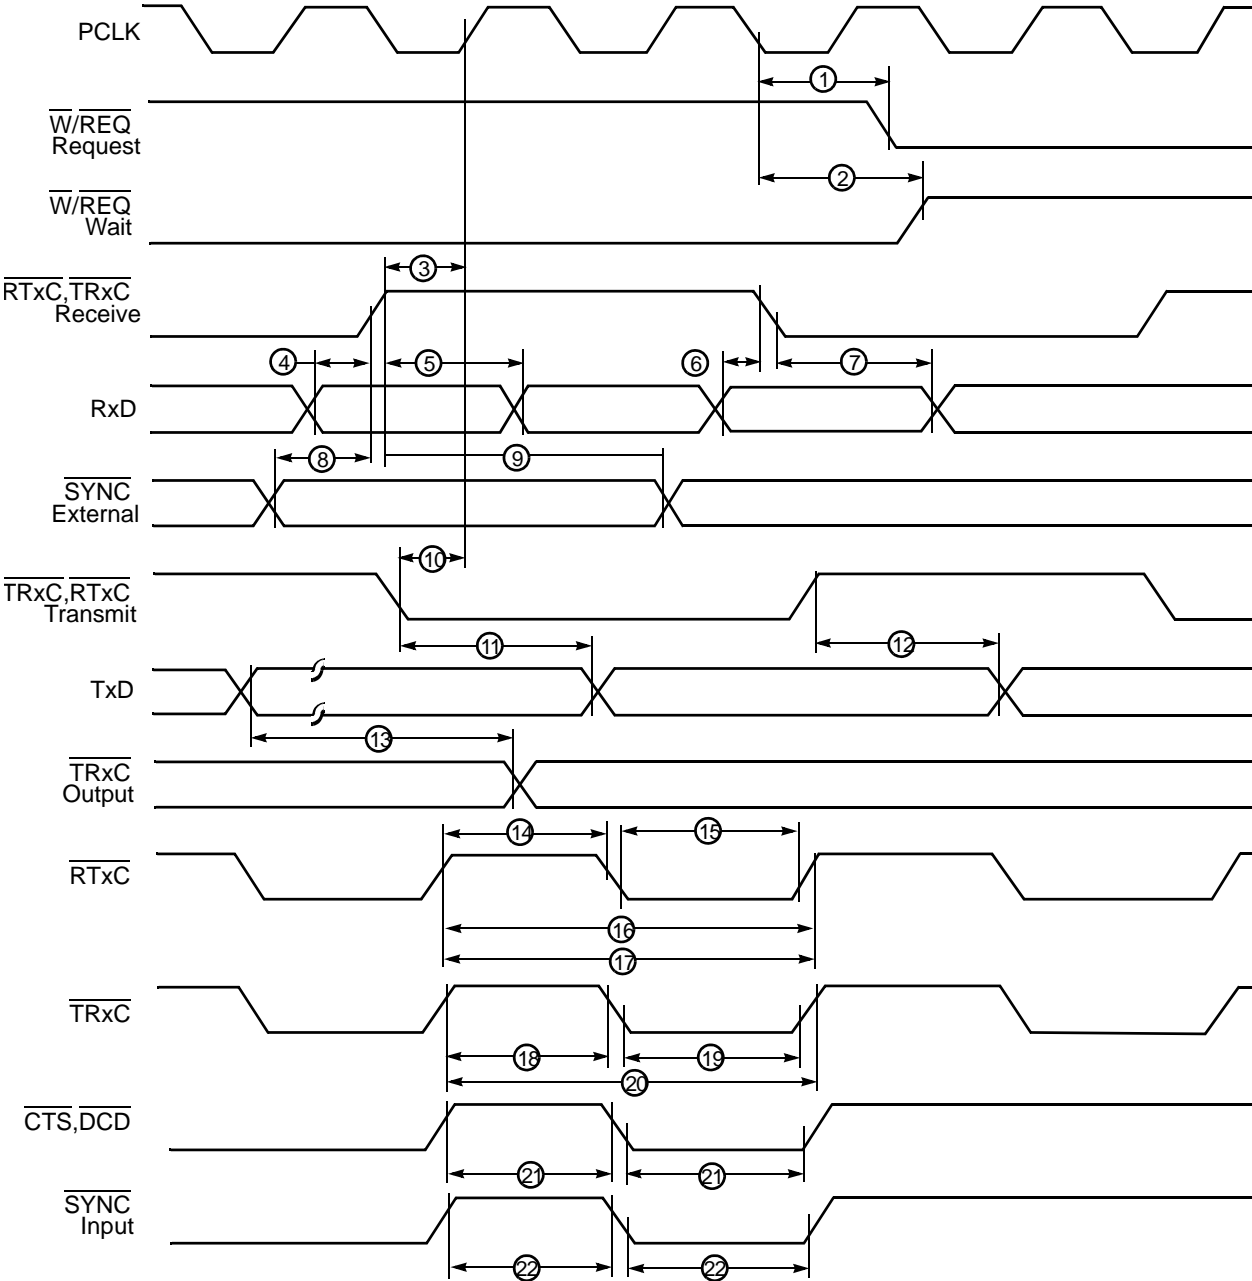 PCLK
1
W/REQ
Request
2
W/REQ
Wait
3
RTxC,TRxC
Receive
4 5 6 7
RxD
8 9
SYNC
External
10
TRxC,RTxC
Transmit
11 12
TxD
13
TRxC
Output
14 15
RTxC
16
17
TRxC
18 19
20
CTS,DCD
21 21
SYNC
Input
22 22